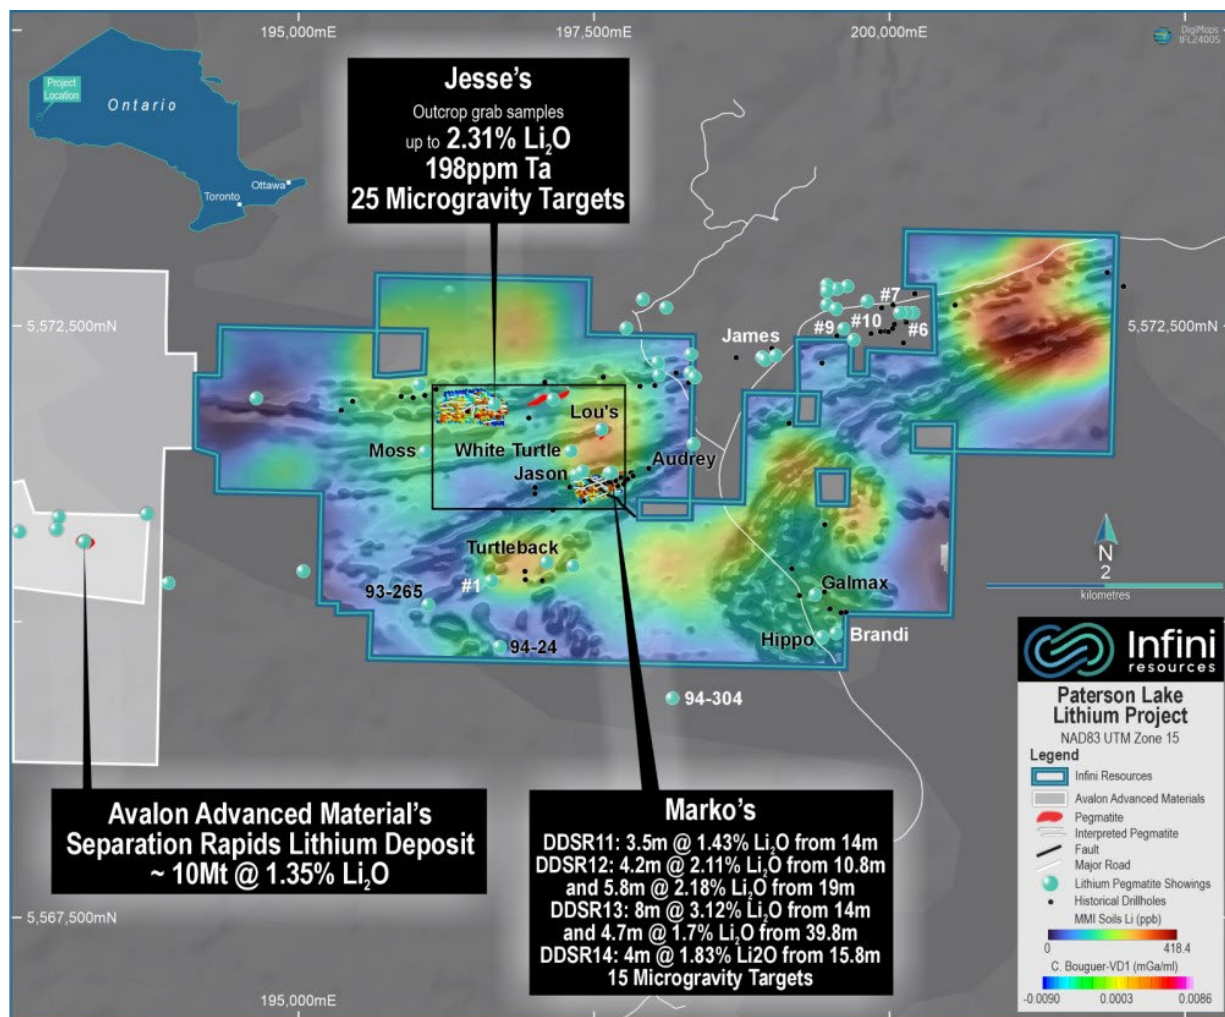 195,000mE
197,500mE
200,000mE
DigiMaps
IFL2400S
Project
Location
Ontario
Ottawa
Toronto
Jesse's
Outcrop grab samples
up to 2.31% Li₂O
198ppm Ta
25 Microgravity Targets
5,572,500mN
5,572,500mN
#7
#9
#10
#6
James
Lou's
Moss
White Turtle
Jason
Audrey
Turtleback
#1
93-265
94-24
Galmax
Hippo
Brandi
94-304
N
2
kilometres
Avalon Advanced Material's
Separation Rapids Lithium Deposit
~ 10Mt @ 1.35% Li₂O
Marko's
DDSR11: 3.5m @ 1.43% Li₂O from 14m
DDSR12: 4.2m @ 2.11% Li₂O from 10.8m
and 5.8m @ 2.18% Li₂O from 19m
DDSR13: 8m @ 3.12% Li₂O from 14m
and 4.7m @ 1.7% Li₂O from 39.8m
DDSR14: 4m @ 1.83% Li2O from 15.8m
15 Microgravity Targets
Infini
resources
Paterson Lake
Lithium Project
NAD83 UTM Zone 15
Legend
Infini Resources
Avalon Advanced Materials
Pegmatite
Interpreted Pegmatite
Fault
Major Road
Lithium Pegmatite Showings
Historical Drillholes
MMI Soils Li (ppb)
0 418.4
C. Bouguer-VD1 (mGa/ml)
-0.0090 0.0003 0.0086
5,567,500mN
195,000mE
200,000mE